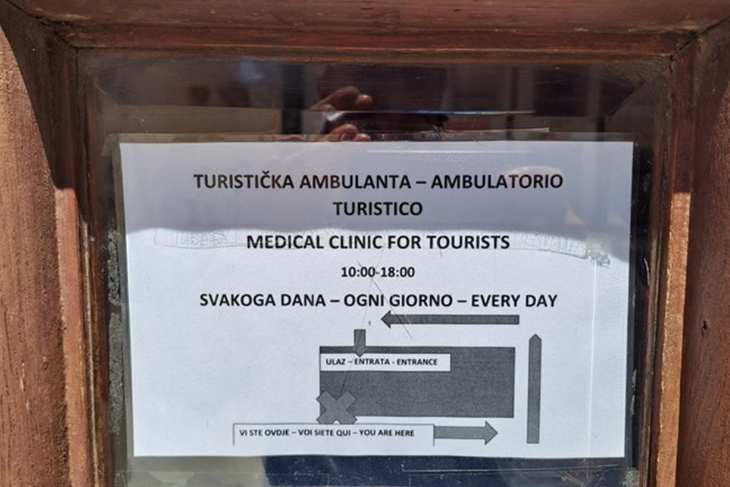 TURISTIČKA AMBULANTA – AMBULATORIO
TURISTICO
MEDICAL CLINIC FOR TOURISTS
10:00-18:00
SVAKOGA DANA – OGNI GIORNO – EVERY DAY
ULAZ – ENTRATA - ENTRANCE
VI STE OVDJE – VOI SIETE QUI – YOU ARE HERE